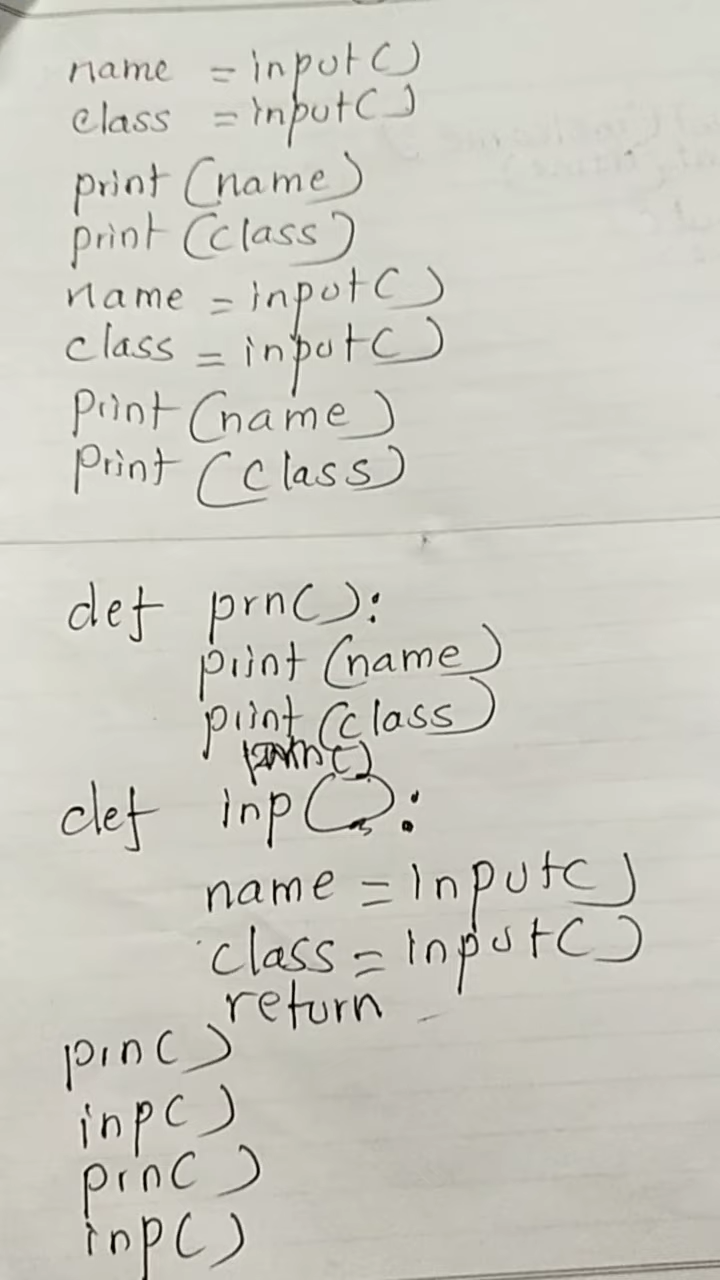 name = input()
class = input()
print (name)
print (class)
name = input()
class = input()
Print (name)
Print (class)
def prn():
print (name)
print (class)
def inp():
name = input()
class = input()
return
prn()
inp()
prn()
inp()